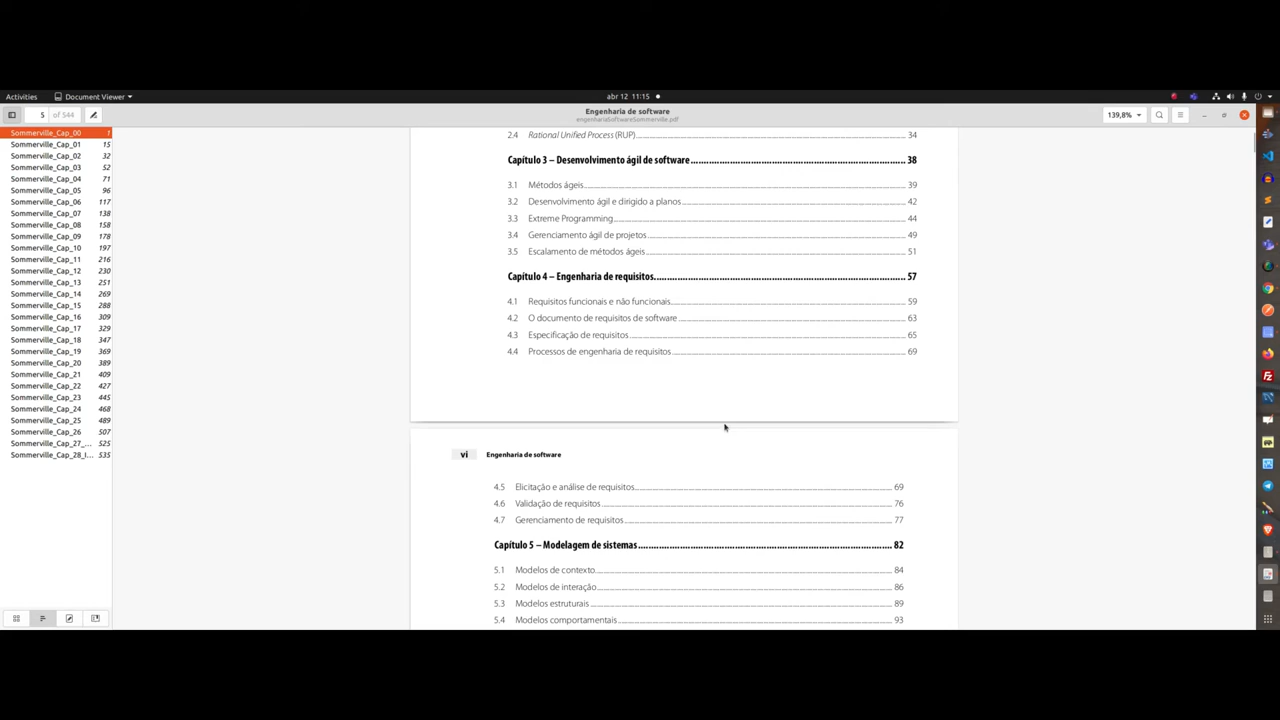 Activities Document Viewer abr 12 11:15
Engenharia de software
engenhariaSoftwareSommerville.pdf
5 of 544 139,8%
Sommerville_Cap_00 1
Sommerville_Cap_01 15
Sommerville_Cap_02 32
Sommerville_Cap_03 52
Sommerville_Cap_04 71
Sommerville_Cap_05 96
Sommerville_Cap_06 117
Sommerville_Cap_07 138
Sommerville_Cap_08 158
Sommerville_Cap_09 178
Sommerville_Cap_10 197
Sommerville_Cap_11 216
Sommerville_Cap_12 230
Sommerville_Cap_13 251
Sommerville_Cap_14 269
Sommerville_Cap_15 288
Sommerville_Cap_16 309
Sommerville_Cap_17 329
Sommerville_Cap_18 347
Sommerville_Cap_19 369
Sommerville_Cap_20 389
Sommerville_Cap_21 409
Sommerville_Cap_22 427
Sommerville_Cap_23 445
Sommerville_Cap_24 468
Sommerville_Cap_25 489
Sommerville_Cap_26 507
Sommerville_Cap_27_... 525
Sommerville_Cap_28_I... 535
2.4 Rational Unified Process (RUP) 34
Capítulo 3 – Desenvolvimento ágil de software 38
3.1 Métodos ágeis 39
3.2 Desenvolvimento ágil e dirigido a planos 42
3.3 Extreme Programming 44
3.4 Gerenciamento ágil de projetos 49
3.5 Escalamento de métodos ágeis 51
Capítulo 4 – Engenharia de requisitos 57
4.1 Requisitos funcionais e não funcionais 59
4.2 O documento de requisitos de software 63
4.3 Especificação de requisitos 65
4.4 Processos de engenharia de requisitos 69
vi Engenharia de software
4.5 Elicitação e análise de requisitos 69
4.6 Validação de requisitos 76
4.7 Gerenciamento de requisitos 77
Capítulo 5 – Modelagem de sistemas 82
5.1 Modelos de contexto 84
5.2 Modelos de interação 86
5.3 Modelos estruturais 89
5.4 Modelos comportamentais 93